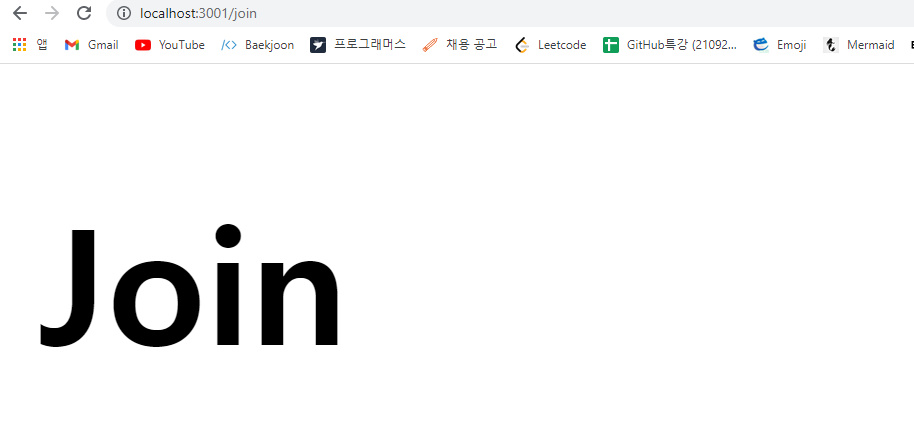 localhost:3001/join
앱 Gmail YouTube Baekjoon 프로그래머스 채용 공고 Leetcode GitHub특강 (21092... Emoji Mermaid
Join